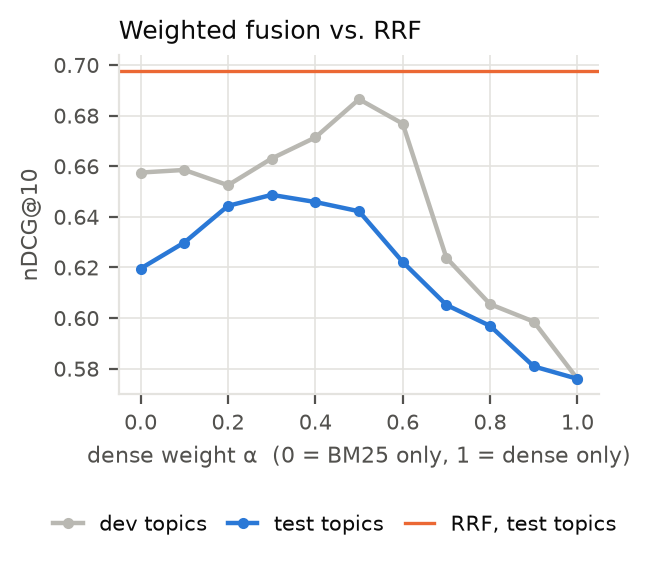 Weighted fusion vs. RRF
nDCG@10
0.70
0.68
0.66
0.64
0.62
0.60
0.58
0.0 0.2 0.4 0.6 0.8 1.0
dense weight α (0 = BM25 only, 1 = dense only)
dev topics test topics RRF, test topics